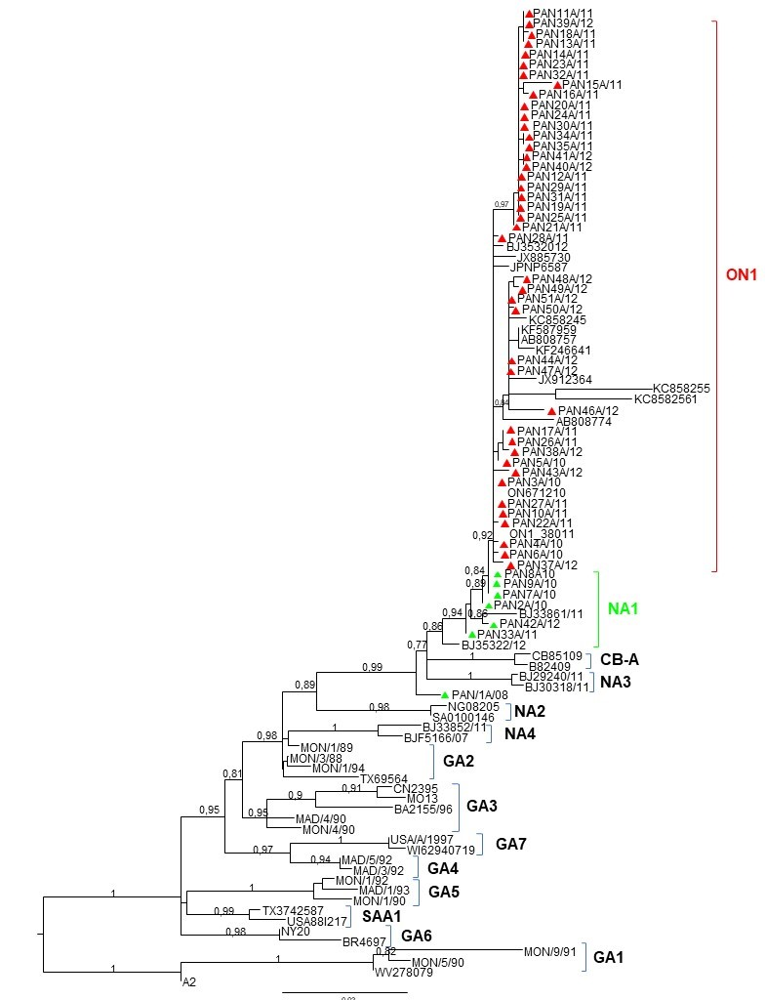 PAN11A/11
PAN39A/12
PAN18A/11
PAN13A/11
PAN14A/11
PAN23A/11
PAN32A/11
PAN15A/11
PAN16A/11
PAN20A/11
PAN24A/11
PAN30A/11
PAN34A/11
PAN35A/11
PAN41A/12
PAN40A/12
PAN12A/11
PAN29A/11
PAN31A/11
0,97
PAN19A/11
PAN25A/11
PAN21A/11
PAN28A/11
BJ3532012
JX885730
JPNP6587
ON1
PAN48A/12
PAN49A/12
PAN51A/12
PAN50A/12
KC858245
KF587959
AB808757
KF246641
PAN44A/12
PAN47A/12
JX912364
KC858255
KC8582561
0,84
PAN46A/12
AB808774
PAN17A/11
PAN26A/11
PAN38A/12
PAN5A/10
PAN43A/12
PAN3A/10
ON671210
PAN27A/11
PAN10A/11
PAN22A/11
0,92
ON1_38011
PAN4A/10
PAN6A/10
PAN37A/12
0,84
PAN8A10
0,89
PAN9A/10
PAN7A/10
PAN2A/10
NA1
0,94
0,86
BJ33861/11
0,86
PAN42A/12
PAN33A/11
0,77
BJ35322/12
1
CB85109
CB-A
B82409
0,99
1
BJ29240/11
NA3
BJ30318/11
0,89
PAN/1A/08
0,98
NG08205
NA2
SA0100146
1
BJ33852/11
NA4
0,98
BJF5166/07
MON/1/89
MON/3/88
GA2
MON/1/94
0,81
TX69564
0,91
CN2395
0,9
MO13
GA3
0,95
0,95
BA2155/96
MAD/4/90
MON/4/90
1
USA/A/1997
GA7
0,97
WI62940719
0,94
MAD/5/92
GA4
MAD/3/92
MON/1/92
1
1
MAD/1/93
GA5
MON/1/90
0,99
TX3742587
SAA1
USA88I217
0,98
NY20
GA6
BR4697
0,82
MON/9/91
GA1
1
1
MON/5/90
WV278079
A2
0.02